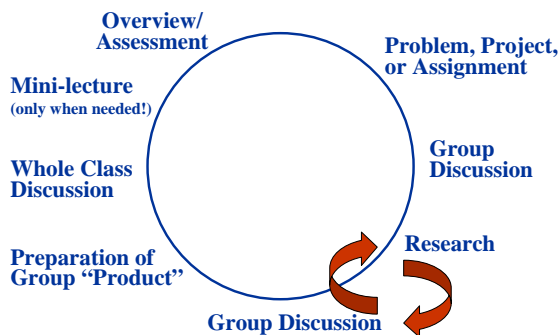 Overview/
Assessment
Problem, Project,
or Assignment
Group
Discussion
Research
Group Discussion
Preparation of
Group “Product”
Whole Class
Discussion
Mini-lecture
(only when needed!)